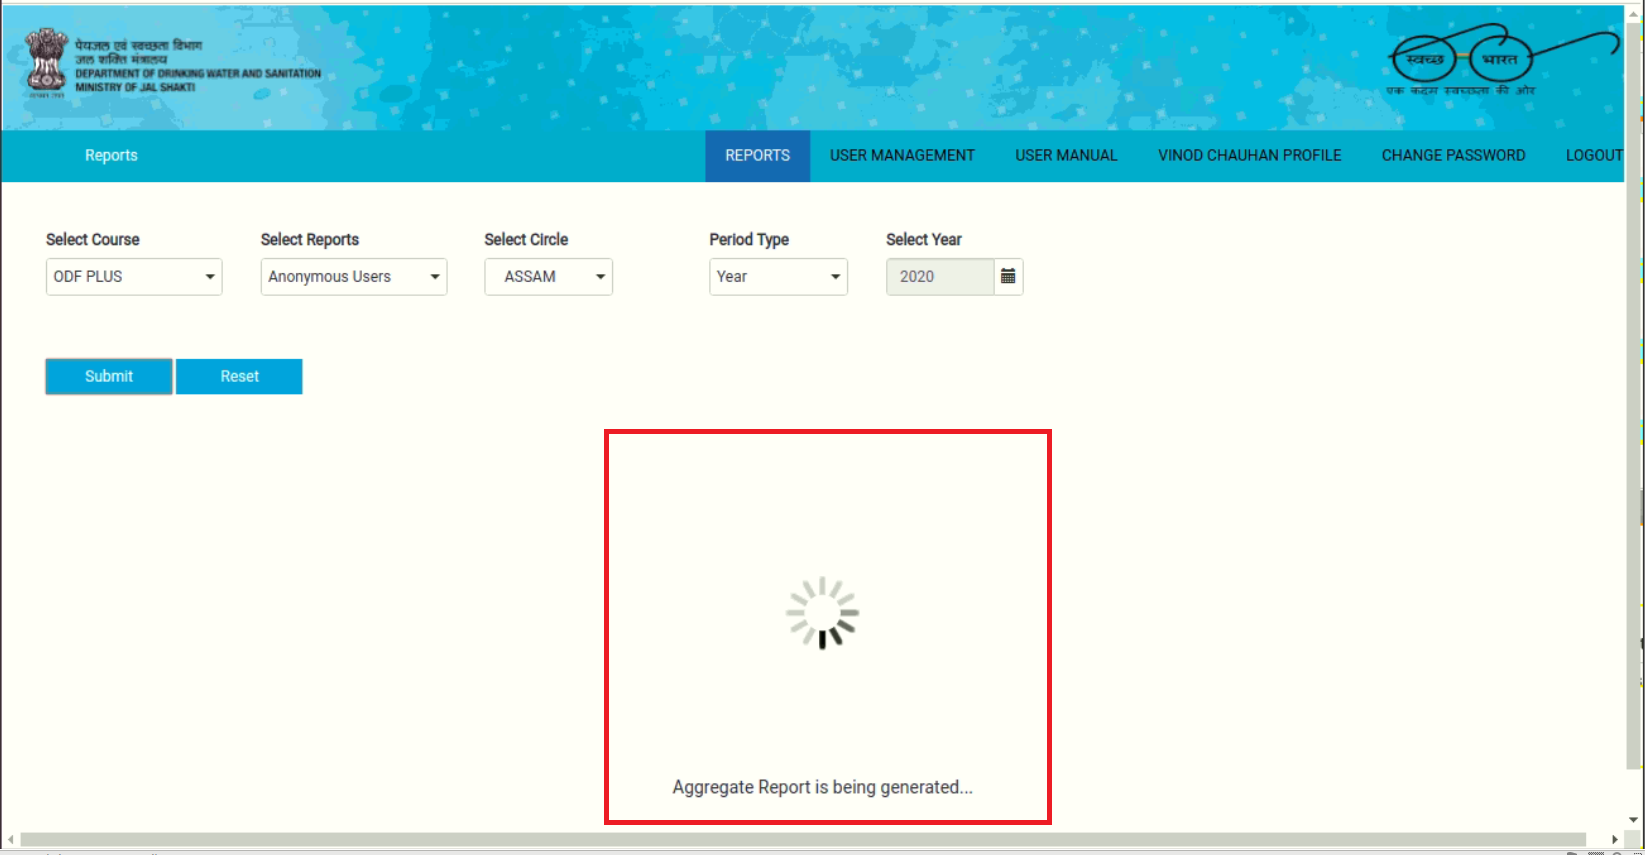 पेयजल एवं स्वच्छता विभाग
जल शक्ति मंत्रालय
DEPARTMENT OF DRINKING WATER AND SANITATION
MINISTRY OF JAL SHAKTI
स्वच्छ भारत
एक कदम स्वच्छता की ओर
Reports
REPORTS USER MANAGEMENT USER MANUAL VINOD CHAUHAN PROFILE CHANGE PASSWORD LOGOUT
Select Course Select Reports Select Circle Period Type Select Year
ODF PLUS Anonymous Users ASSAM Year 2020
Submit Reset
Aggregate Report is being generated...